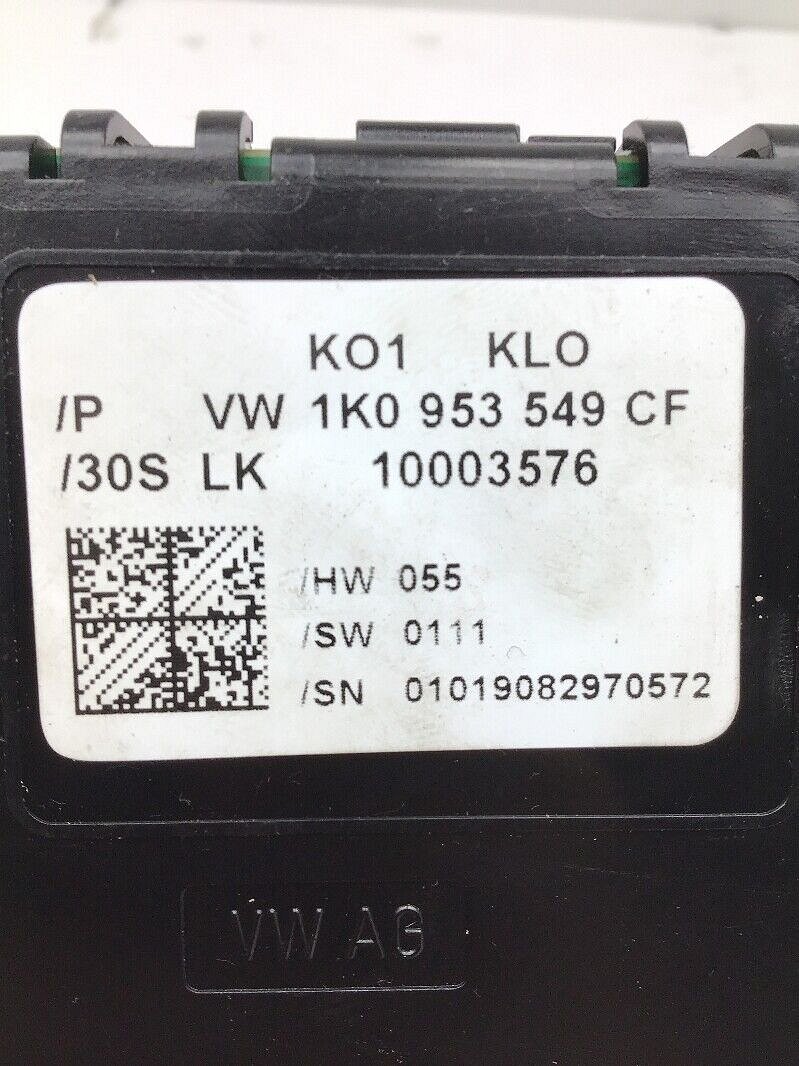 KO1 KLO
/P VW 1K0 953 549 CF
/30S LK 10003576
/HW 055
/SW 0111
/SN 01019082970572
VW AG